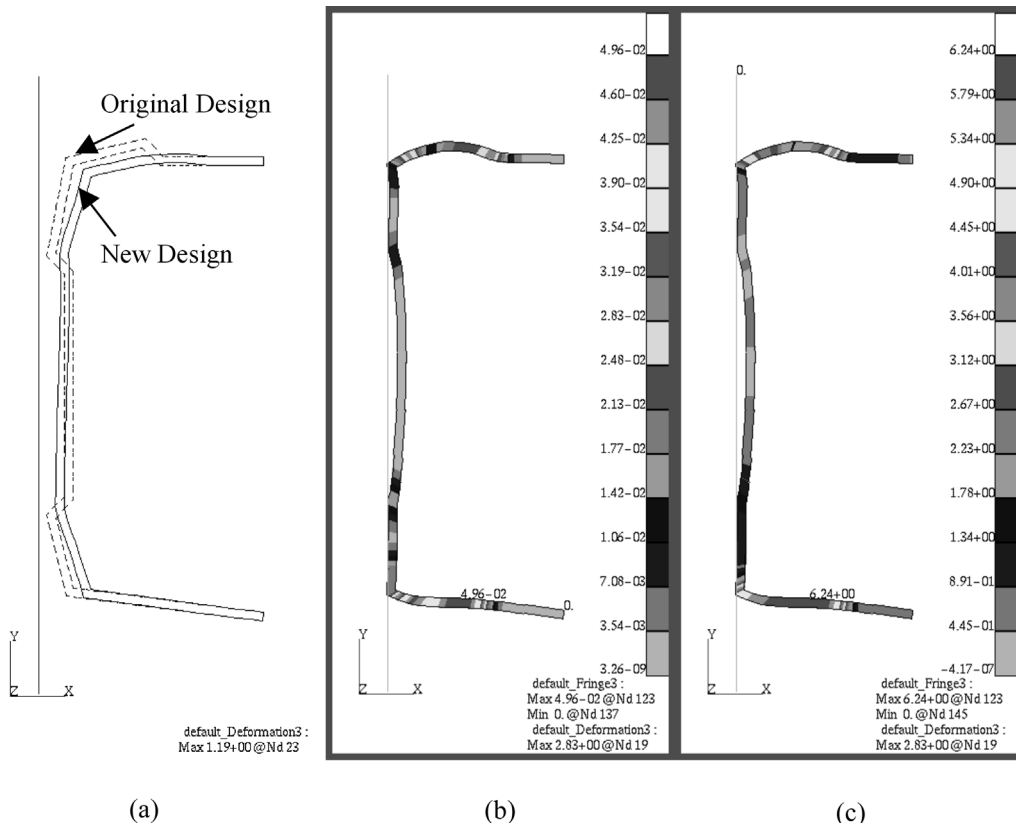 Original Design
New Design
Y
Z
X
default_Deformation3 :
Max 1.19+00 @Nd 23
(a)
4.96-02
4.60-02
4.25-02
3.90-02
3.54-02
3.19-02
2.83-02
2.48-02
2.13-02
1.77-02
1.42-02
1.06-02
7.08-03
3.54-03
3.26-09
4.96-02
0.
Y
Z
X
default_Fringe3 :
Max 4.96-02 @Nd 123
Min 0. @Nd 137
default_Deformation3 :
Max 2.83+00 @Nd 19
(b)
0.
6.24+00
5.79+00
5.34+00
4.90+00
4.45+00
4.01+00
3.56+00
3.12+00
2.67+00
2.23+00
1.78+00
1.34+00
8.91-01
4.45-01
-4.17-07
6.24+00
Y
Z
X
default_Fringe3 :
Max 6.24+00 @Nd 123
Min 0. @Nd 145
default_Deformation3 :
Max 2.83+00 @Nd 19
(c)